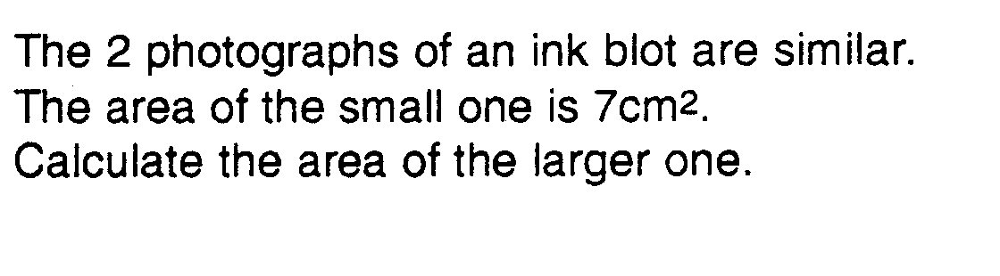 The 2 photographs of an ink blot are similar.
The area of the small one is 7cm².
Calculate the area of the larger one.